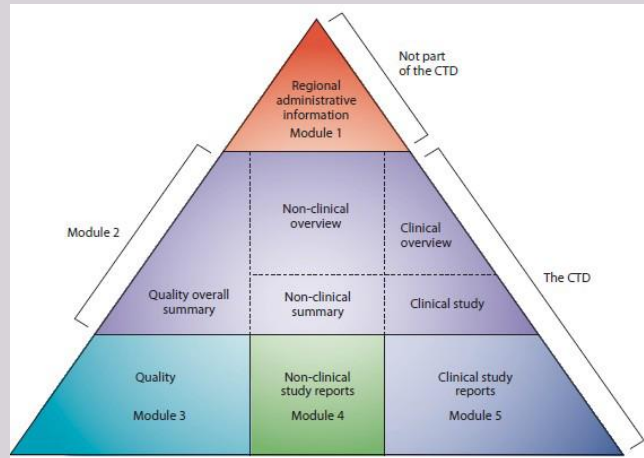 Not part
of the CTD
Regional
administrative
information
Module 1
Module 2
Non-clinical
overview
Clinical
overview
The CTD
Quality overall
summary
Non-clinical
summary
Clinical study
Quality
Module 3
Non-clinical
study reports
Module 4
Clinical study
reports
Module 5